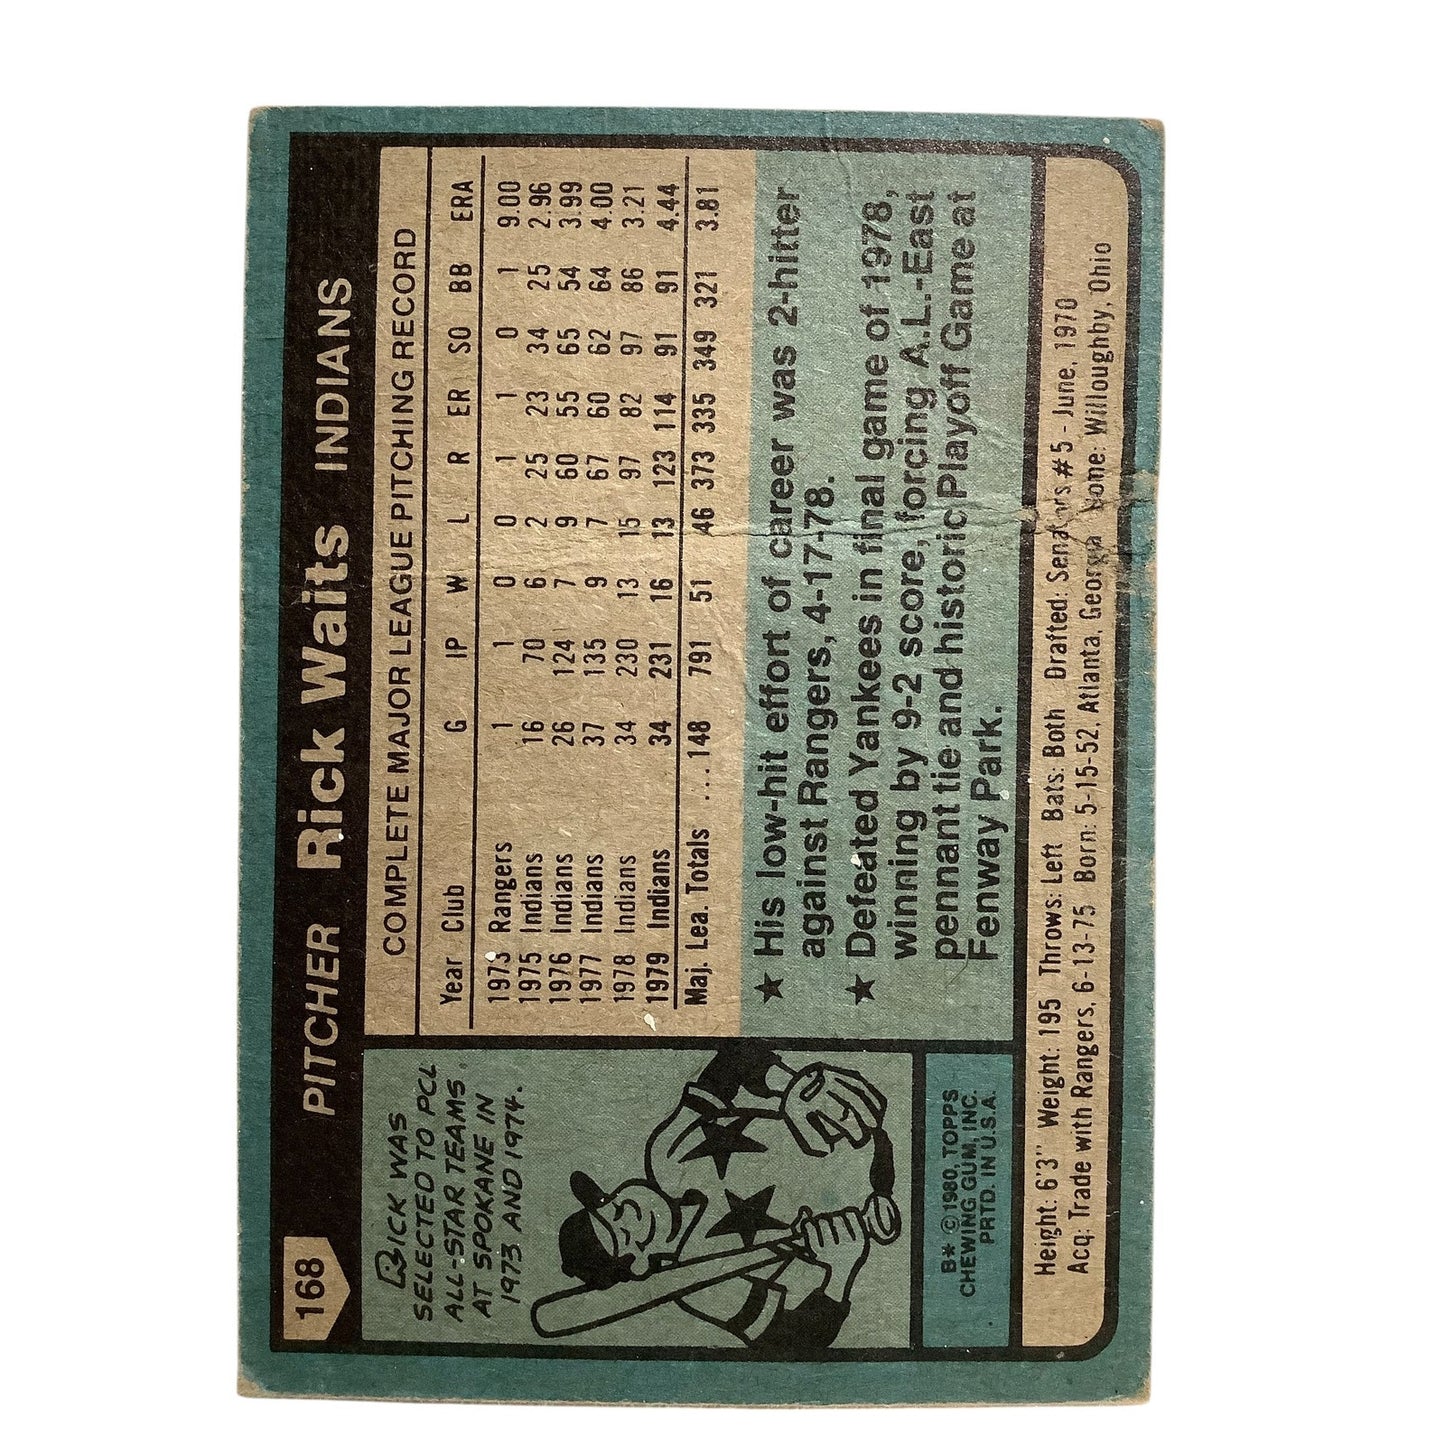 168 PITCHER Rick Waits INDIANS
RICK WAS
SELECTED TO PCL
ALL-STAR TEAMS
AT SPOKANE IN
1973 AND 1974.
B* © 1980, TOPPS
CHEWING GUM, INC.
PRTD. IN U.S.A.
COMPLETE MAJOR LEAGUE PITCHING RECORD
Year Club G IP W L R ER SO BB ERA
1973 Rangers 1 1 0 0 1 1 0 1 9.00
1975 Indians 16 70 6 2 25 23 34 25 2.96
1976 Indians 26 124 7 9 60 55 65 54 3.99
1977 Indians 37 135 9 7 67 60 62 64 4.00
1978 Indians 34 230 13 15 97 82 97 86 3.21
1979 Indians 34 231 16 13 123 114 91 91 4.44
Maj. Lea. Totals ... 148 791 51 46 373 335 349 321 3.81
★ His low-hit effort of career was 2-hitter
against Rangers, 4-17-78.
★ Defeated Yankees in final game of 1978,
winning by 9-2 score, forcing A.L.-East
pennant tie and historic Playoff Game at
Fenway Park.
Height: 6'3" Weight: 195 Throws: Left Bats: Both Drafted: Senators #5 - June, 1970
Acq: Trade with Rangers, 6-13-75 Born: 5-15-52, Atlanta, Georgia Home: Willoughby, Ohio